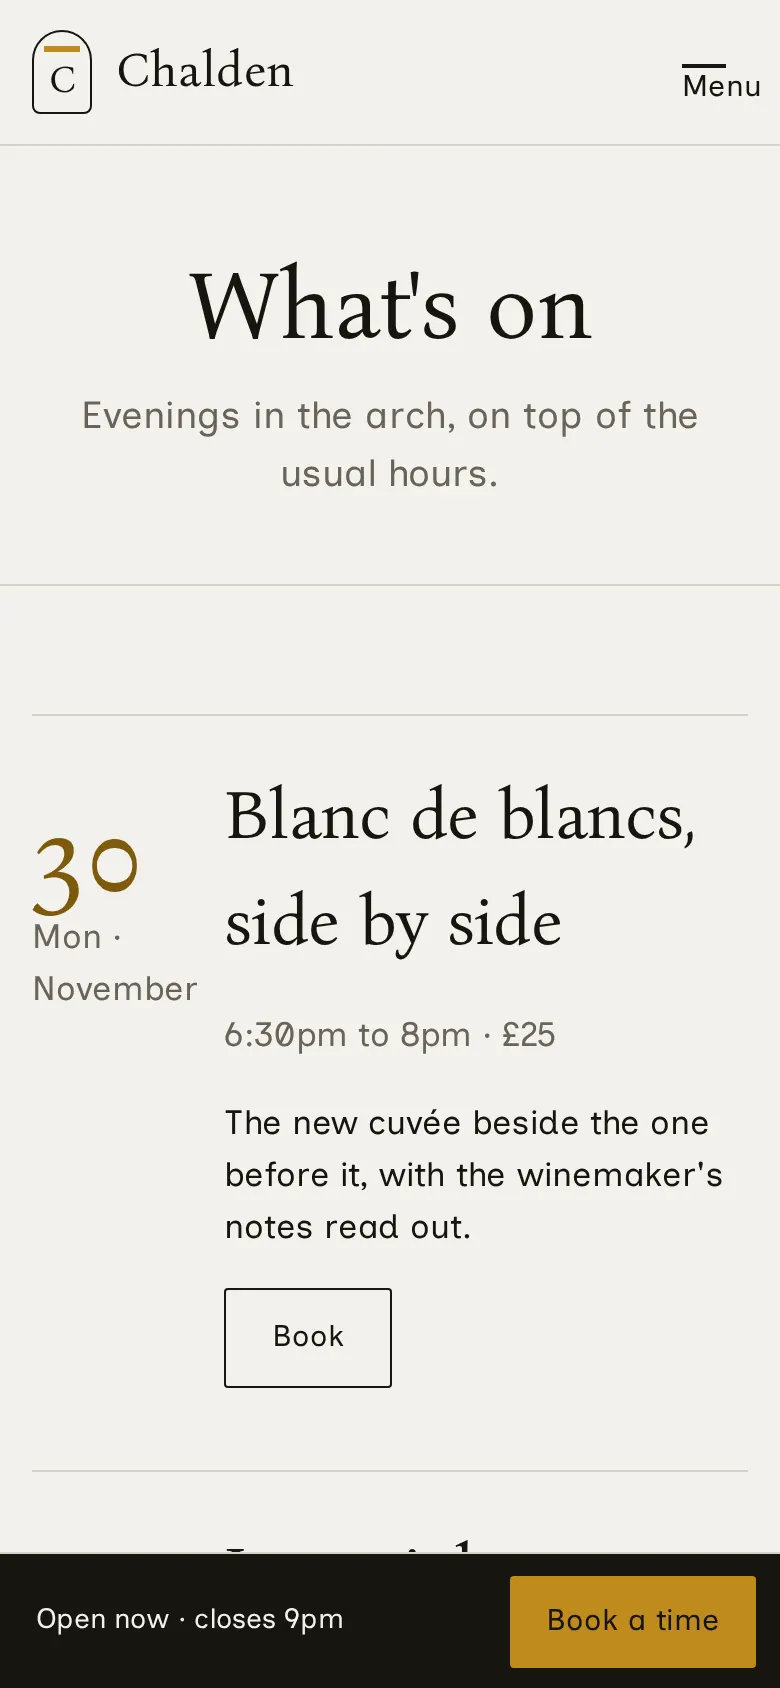 C
Chalden
Menu
What's on
Evenings in the arch, on top of the
usual hours.
30
Mon ·
November
Blanc de blancs,
side by side
6:30pm to 8pm · £25
The new cuvée beside the one
before it, with the winemaker's
notes read out.
Book
Open now · closes 9pm
Book a time